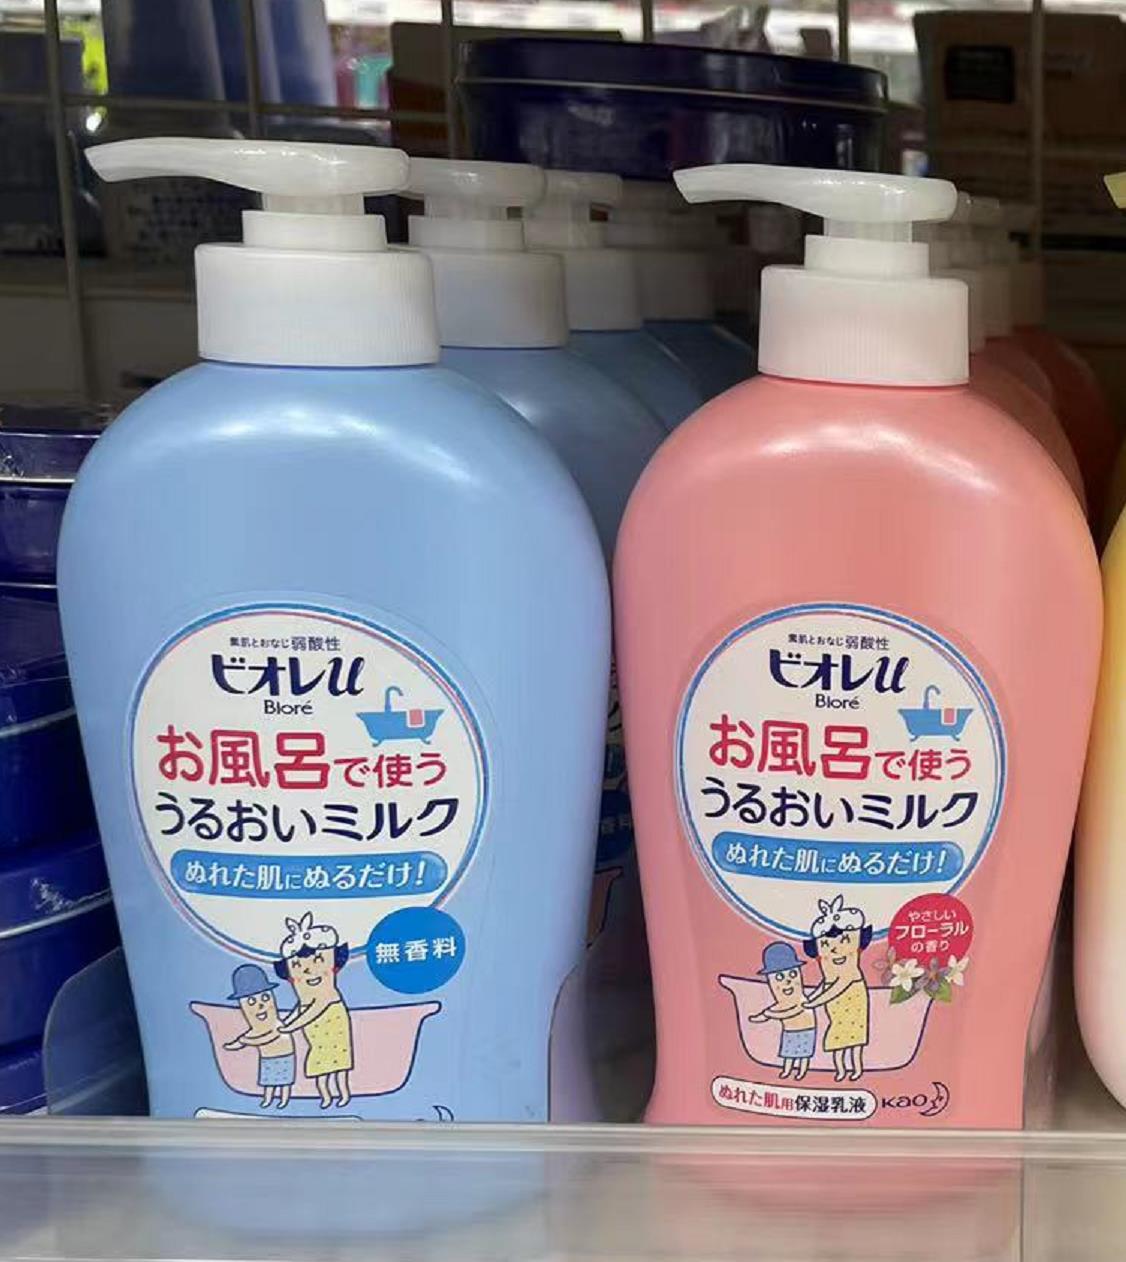 素肌とおなじ弱酸性
ビオレu
Bioré
お風呂で使う
うるおいミルク
ぬれた肌にぬるだけ!
無香料
素肌とおなじ弱酸性
ビオレu
Bioré
お風呂で使う
うるおいミルク
ぬれた肌にぬるだけ!
やさしい
フローラル
の香り
ぬれた肌用保湿乳液
Kao